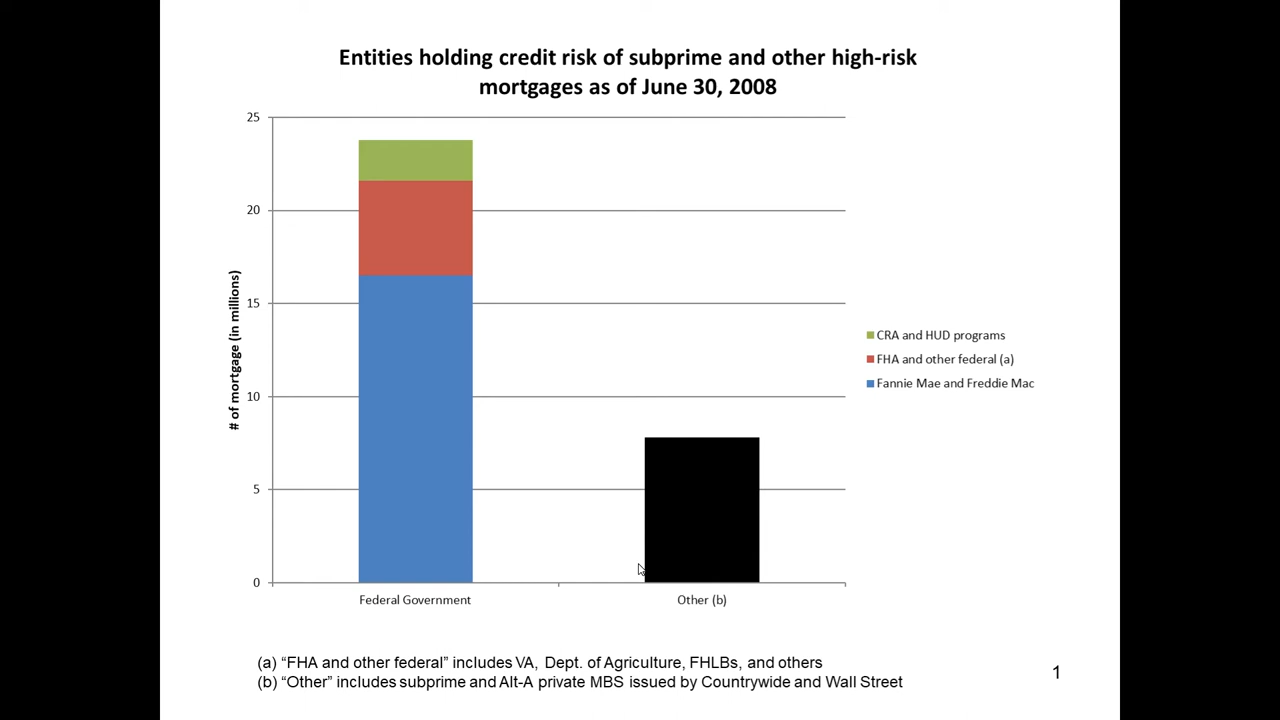 Entities holding credit risk of subprime and other high-risk
mortgages as of June 30, 2008
25
20
15
10
5
0
# of mortgage (in millions)
Federal Government
Other (b)
CRA and HUD programs
FHA and other federal (a)
Fannie Mae and Freddie Mac
(a) “FHA and other federal” includes VA, Dept. of Agriculture, FHLBs, and others
(b) “Other” includes subprime and Alt-A private MBS issued by Countrywide and Wall Street
1